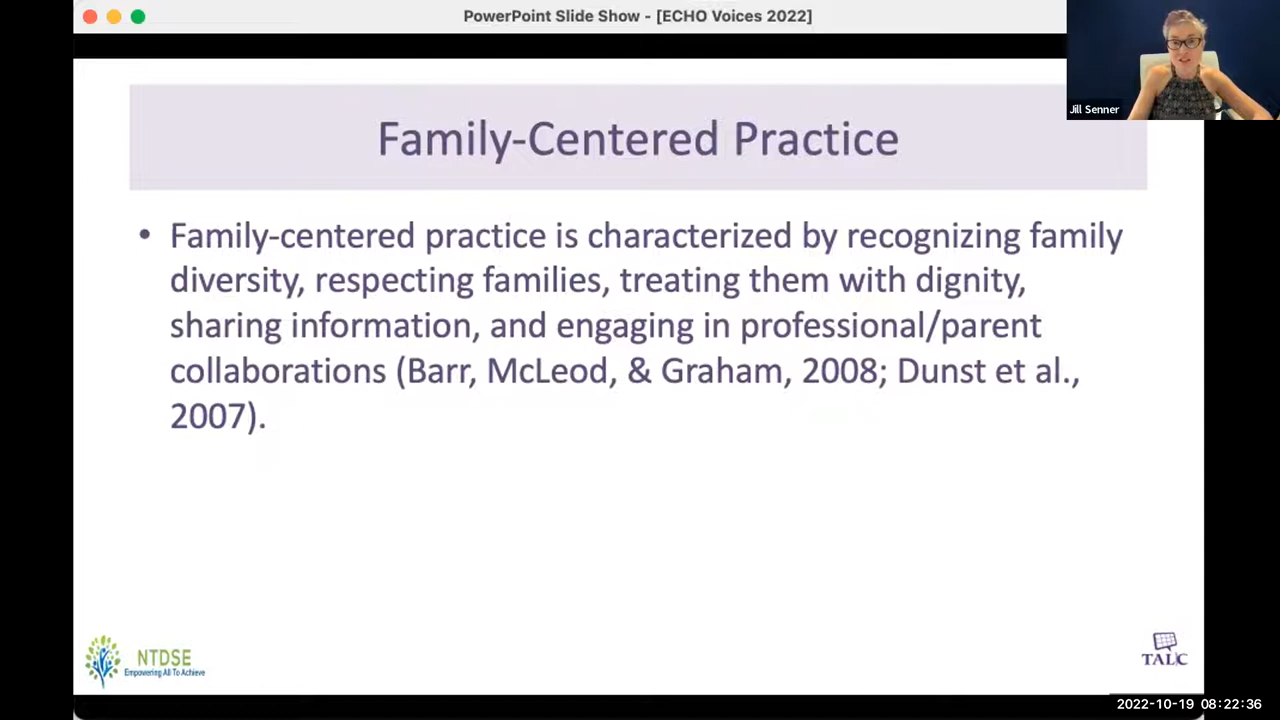 PowerPoint Slide Show - [ECHO Voices 2022]
Jill Senner
Family-Centered Practice
• Family-centered practice is characterized by recognizing family
diversity, respecting families, treating them with dignity,
sharing information, and engaging in professional/parent
collaborations (Barr, McLeod, & Graham, 2008; Dunst et al.,
2007).
NTDSE
Empowering All To Achieve
TALC
2022-10-19 08:22:36